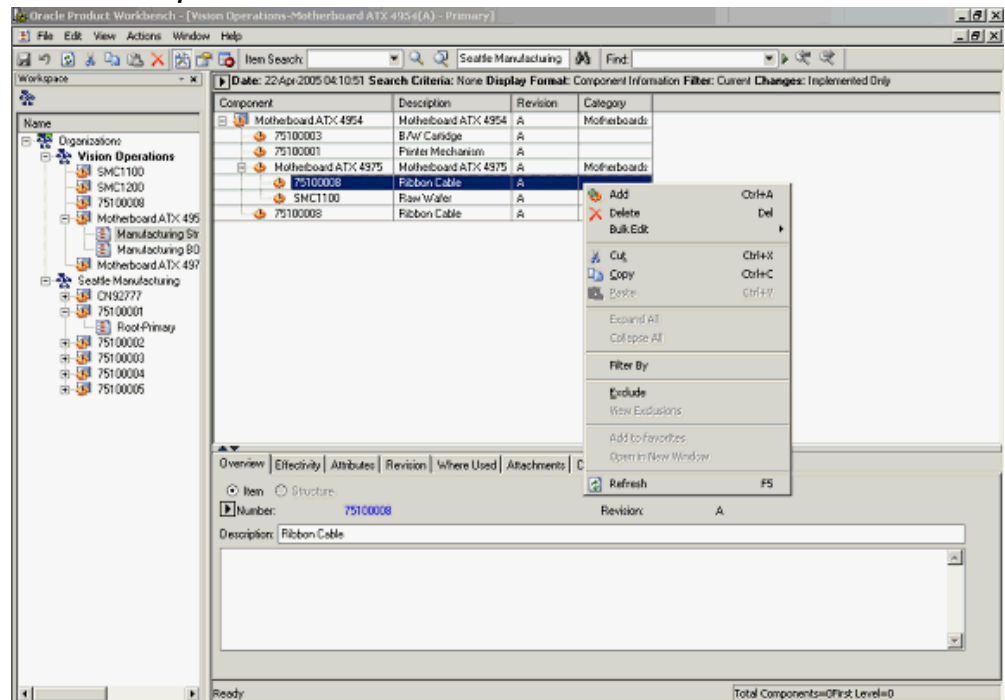 Oracle Product Workbench - [Vision Operations-Motherboard ATX 4954(A) - Primary]
File Edit View Actions Window Help
Item Search: Seattle Manufacturing Find:
Workspace
Date: 22-Apr-2005 04:10:51 Search Criteria: None Display Format: Component Information Filter: Current Changes: Implemented Only
Name
Organizations
Vision Operations
SMC1100
SMC1200
75100008
Motherboard ATX 495
Manufacturing Str
Manufacturing BO
Motherboard ATX 497
Seattle Manufacturing
CN92777
75100001
Root-Primary
75100002
75100003
75100004
75100005
Component Description Revision Category
Motherboard ATX 4954 Motherboard ATX 4954 A Motherboards
75100003 B/W Cartidge A
75100001 Printer Mechanism A
Motherboard ATX 4975 Motherboard ATX 4975 A Motherboards
75100008 Ribbon Cable A
SMC1100 Raw Wafer A
75100008 Ribbon Cable A
Add Ctrl+A
Delete Del
Bulk Edit
Cut Ctrl+X
Copy Ctrl+C
Paste Ctrl+V
Expand All
Collapse All
Filter By
Exclude
View Exclusions
Add to Favorites
Open in New Window
Refresh F5
Overview Effectivity Attributes Revision Where Used Attachments
Item Structure
Number: 75100008 Revision: A
Description: Ribbon Cable
Ready Total Components=0First Level=0